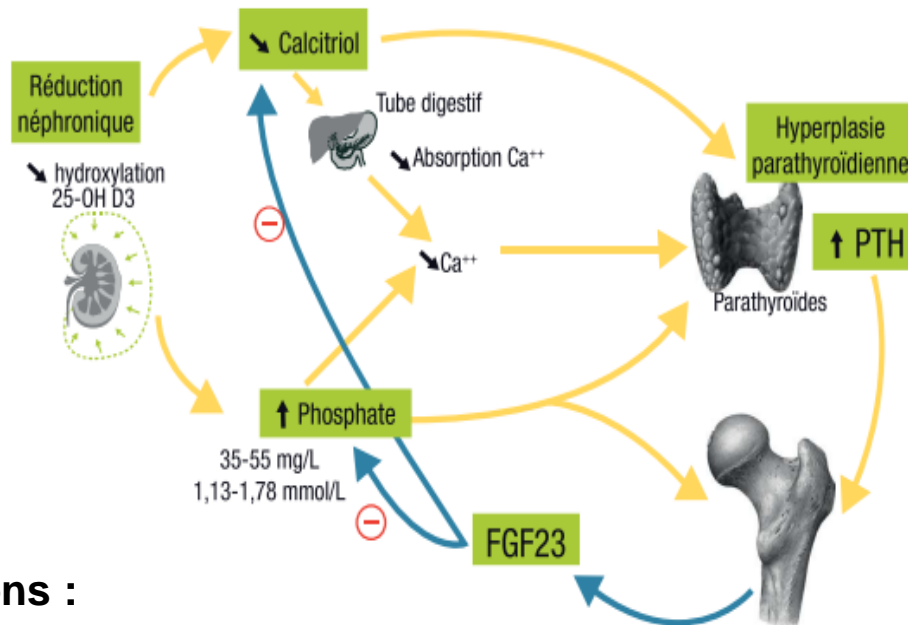 ↘ Calcitriol
Réduction
néphronique
↘ hydroxylation
25-OH D3
Tube digestif
↘ Absorption Ca⁺⁺
Hyperplasie
parathyroïdienne
↑ PTH
Parathyroïdes
↘ Ca⁺⁺
↑ Phosphate
35-55 mg/L
1,13-1,78 mmol/L
FGF23
ns :